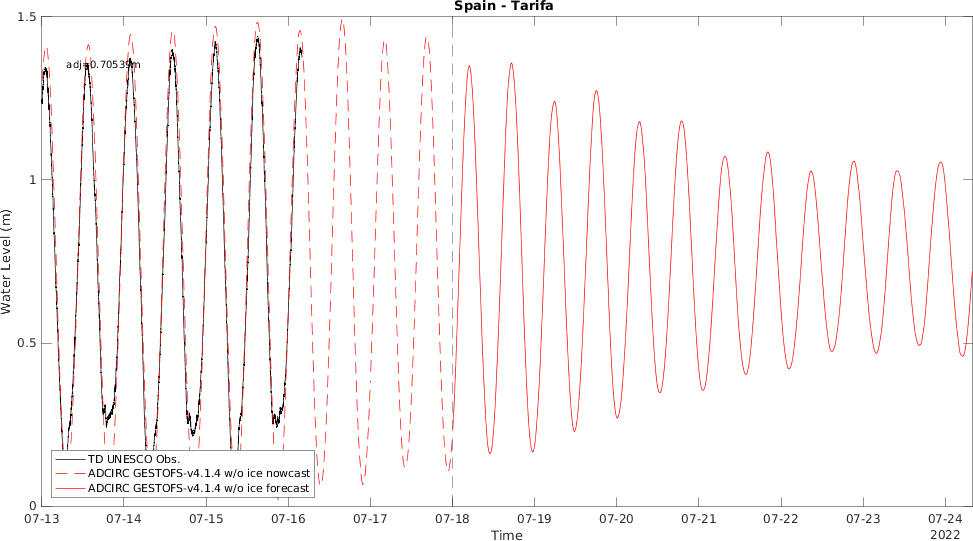 Spain - Tarifa
1.5
adj=0.70539m
1
0.5
0
Water Level (m)
TD UNESCO Obs.
ADCIRC GESTOFS-v4.1.4 w/o ice nowcast
ADCIRC GESTOFS-v4.1.4 w/o ice forecast
07-13 07-14 07-15 07-16 07-17 07-18 07-19 07-20 07-21 07-22 07-23 07-24
Time
2022